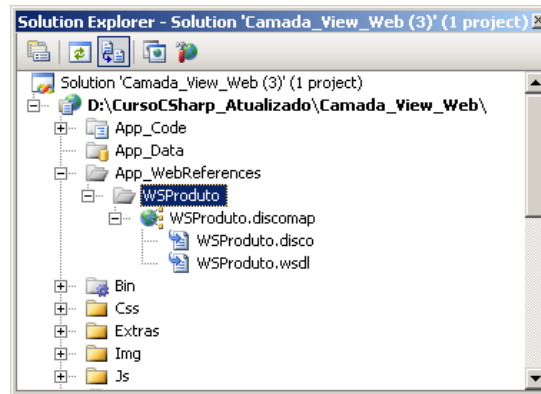 Solution Explorer - Solution 'Camada_View_Web (3)' (1 project)
Solution 'Camada_View_Web (3)' (1 project)
D:\CursoCSharp_Atualizado\Camada_View_Web\
App_Code
App_Data
App_WebReferences
WSProduto
WSProduto.discomap
WSProduto.disco
WSProduto.wsdl
Bin
Css
Extras
Img
Js